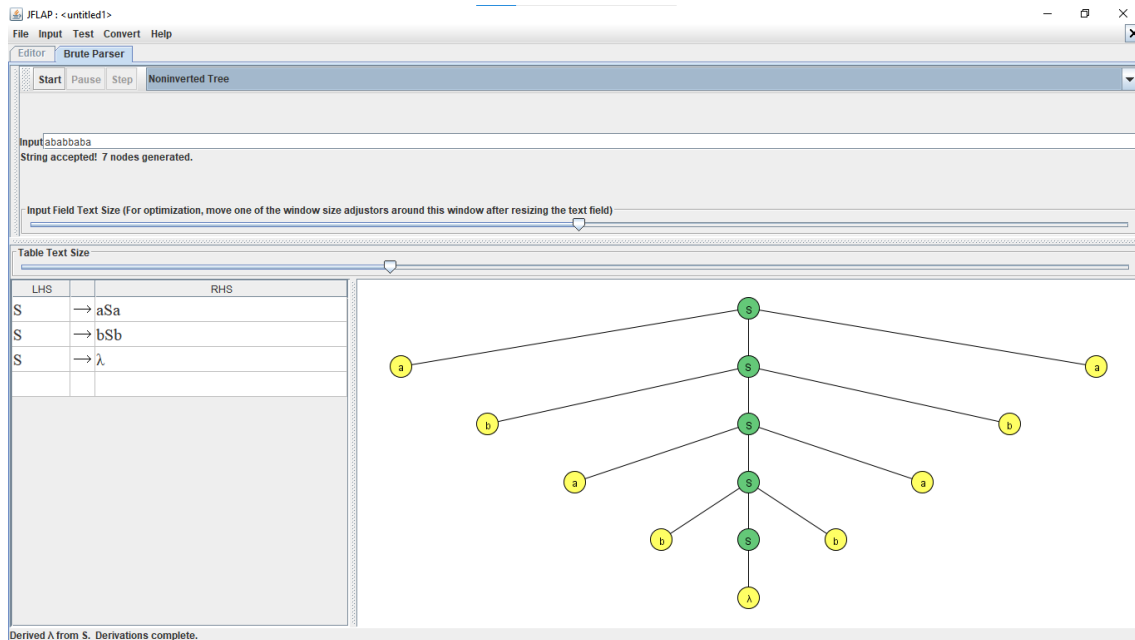 JFLAP : <untitled1>
File Input Test Convert Help
Editor Brute Parser
Start Pause Step Noninverted Tree
Input ababbaba
String accepted! 7 nodes generated.
Input Field Text Size (For optimization, move one of the window size adjustors around this window after resizing the text field)
Table Text Size
LHS RHS
S → aSa
S → bSb
S → λ
S
a S a
b S b
a S a
b S b
λ
Derived λ from S. Derivations complete.